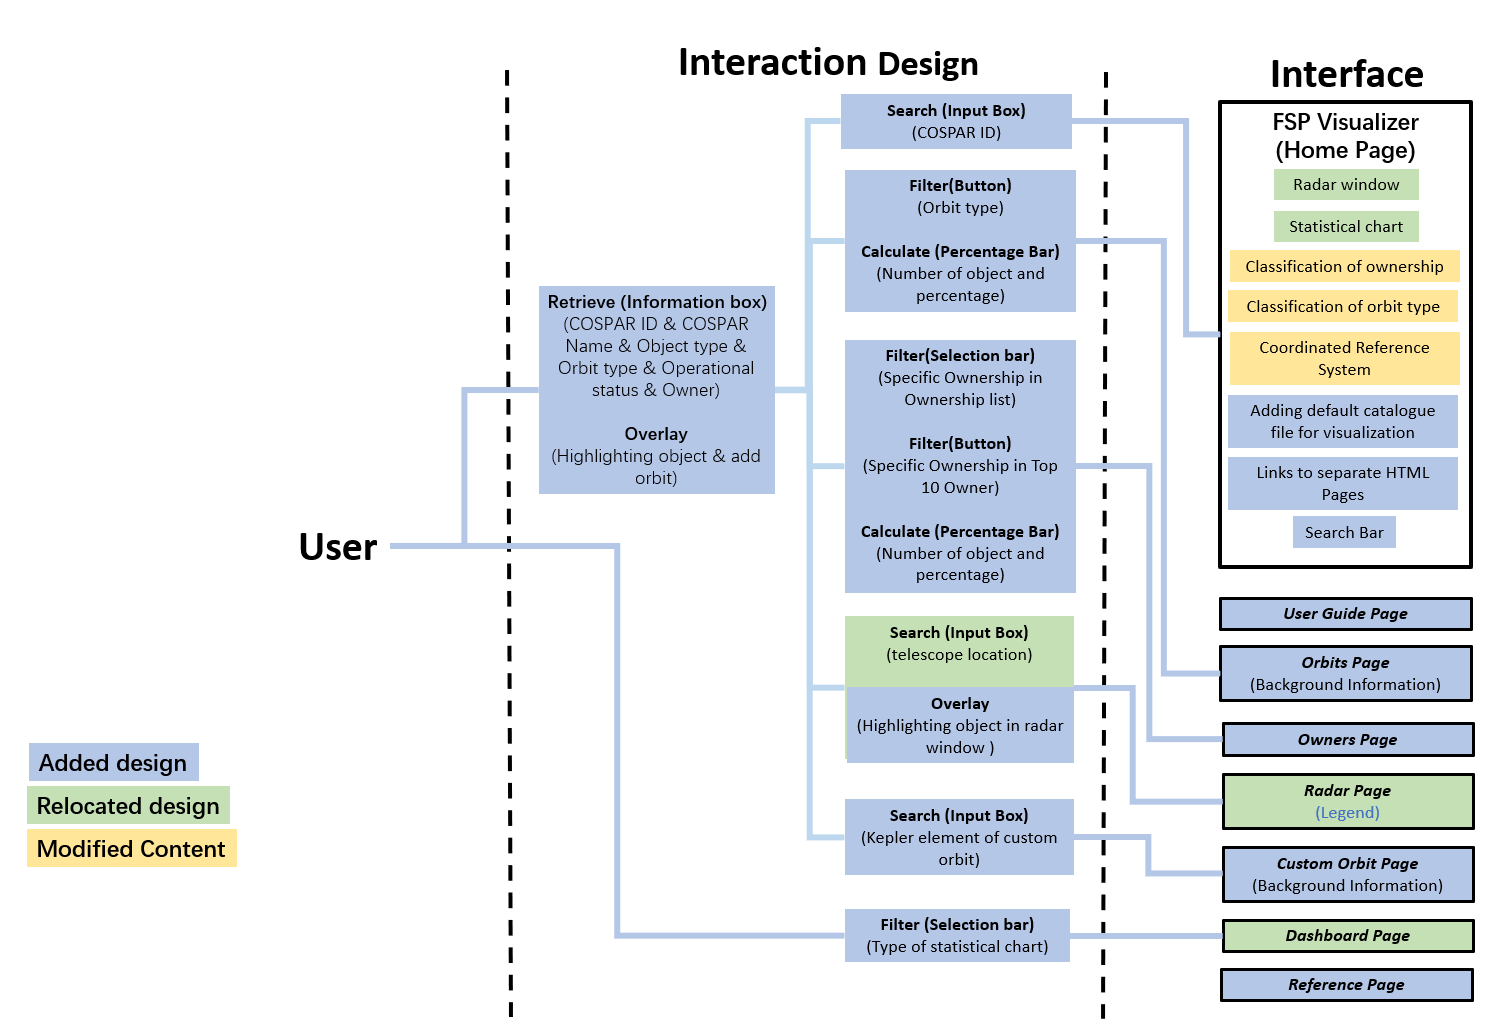 Interaction Design
Interface
User
Retrieve (Information box)
(COSPAR ID & COSPAR
Name & Object type &
Orbit type & Operational
status & Owner)
Overlay
(Highlighting object & add
orbit)
Search (Input Box)
(COSPAR ID)
Filter(Button)
(Orbit type)
Calculate (Percentage Bar)
(Number of object and
percentage)
Filter(Selection bar)
(Specific Ownership in
Ownership list)
Filter(Button)
(Specific Ownership in Top
10 Owner)
Calculate (Percentage Bar)
(Number of object and
percentage)
Search (Input Box)
(telescope location)
Overlay
(Highlighting object in radar
window )
Search (Input Box)
(Kepler element of custom
orbit)
Filter (Selection bar)
(Type of statistical chart)
FSP Visualizer
(Home Page)
Radar window
Statistical chart
Classification of ownership
Classification of orbit type
Coordinated Reference
System
Adding default catalogue
file for visualization
Links to separate HTML
Pages
Search Bar
User Guide Page
Orbits Page
(Background Information)
Owners Page
Radar Page
(Legend)
Custom Orbit Page
(Background Information)
Dashboard Page
Reference Page
Added design
Relocated design
Modified Content